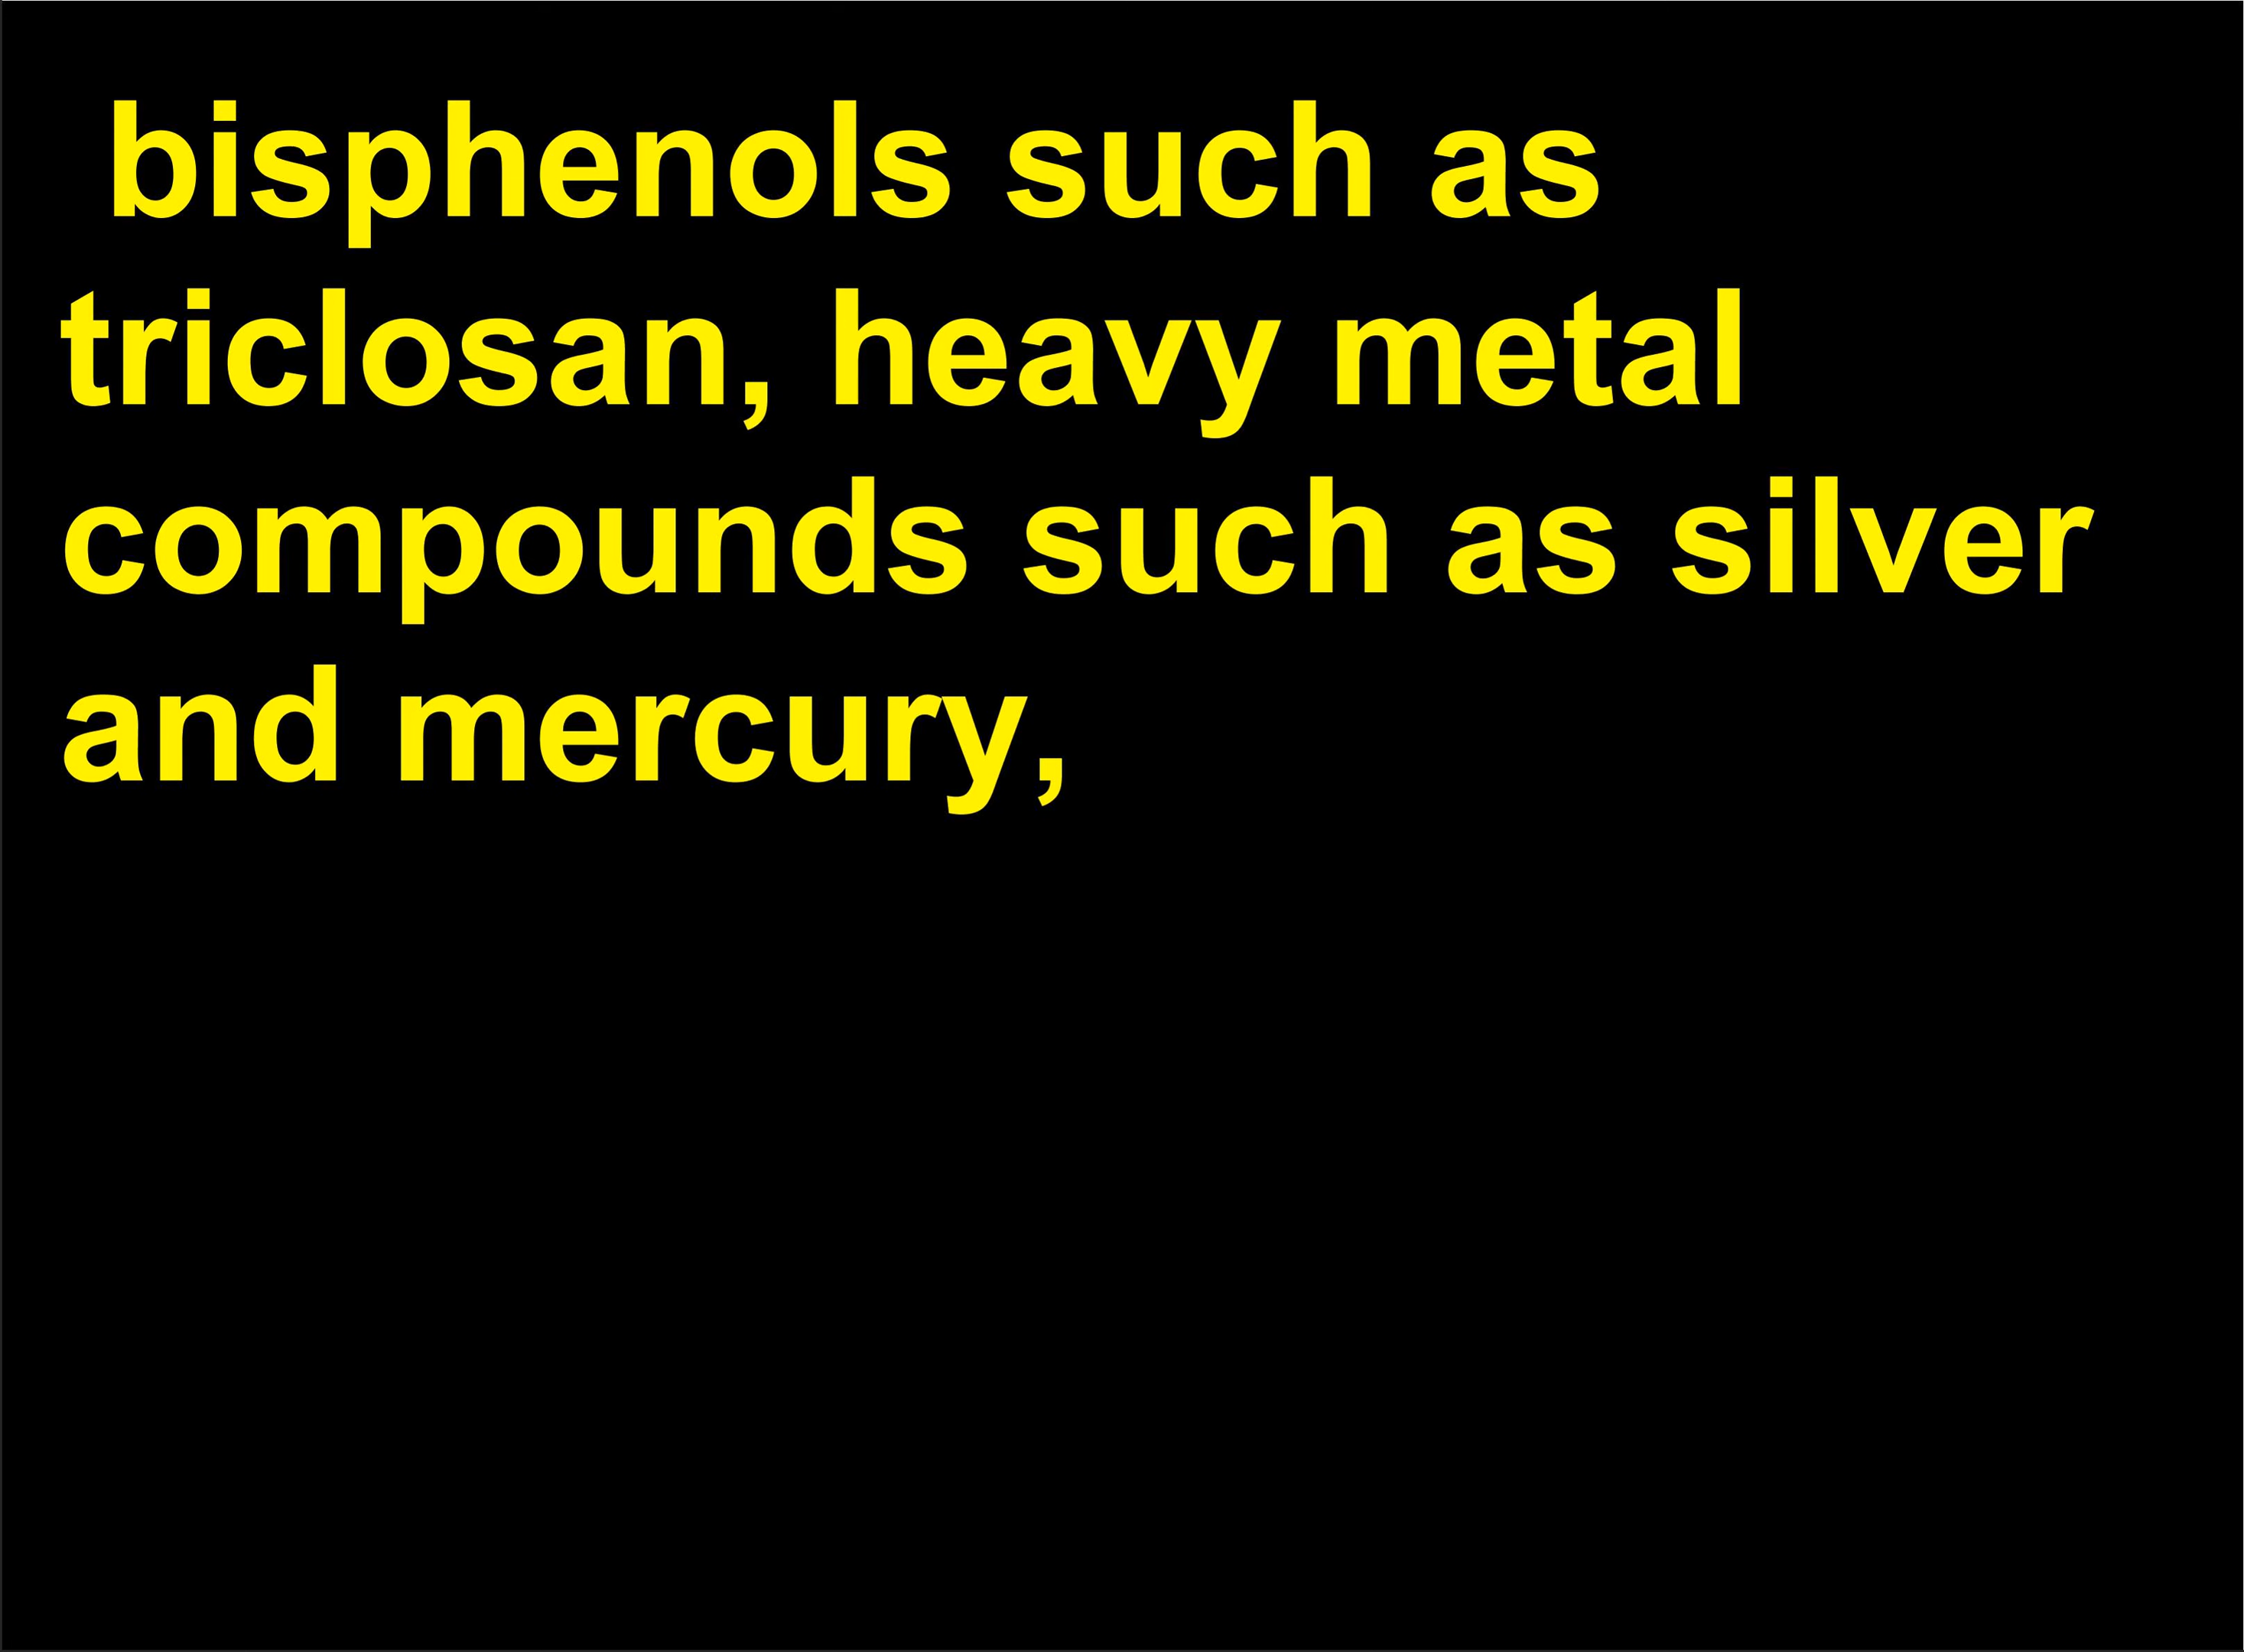 bisphenols such as
triclosan, heavy metal
compounds such as silver
and mercury,